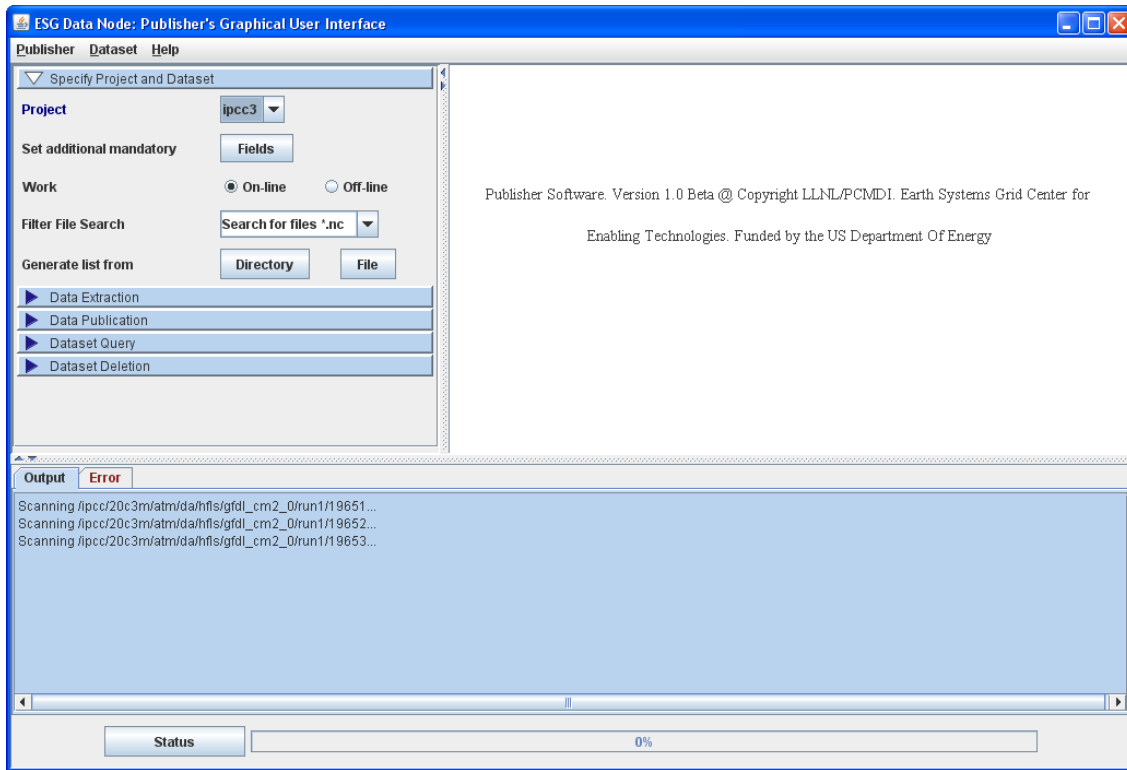 ESG Data Node: Publisher's Graphical User Interface
Publisher Dataset Help
Specify Project and Dataset
Project ipcc3
Set additional mandatory Fields
Work On-line Off-line
Filter File Search Search for files *.nc
Generate list from Directory File
Data Extraction
Data Publication
Dataset Query
Dataset Deletion
Publisher Software. Version 1.0 Beta @ Copyright LLNL/PCMDI. Earth Systems Grid Center for
Enabling Technologies. Funded by the US Department Of Energy
Output Error
Scanning /ipcc/20c3m/atm/da/hfls/gfdl_cm2_0/run1/19651...
Scanning /ipcc/20c3m/atm/da/hfls/gfdl_cm2_0/run1/19652...
Scanning /ipcc/20c3m/atm/da/hfls/gfdl_cm2_0/run1/19653...
Status 0%